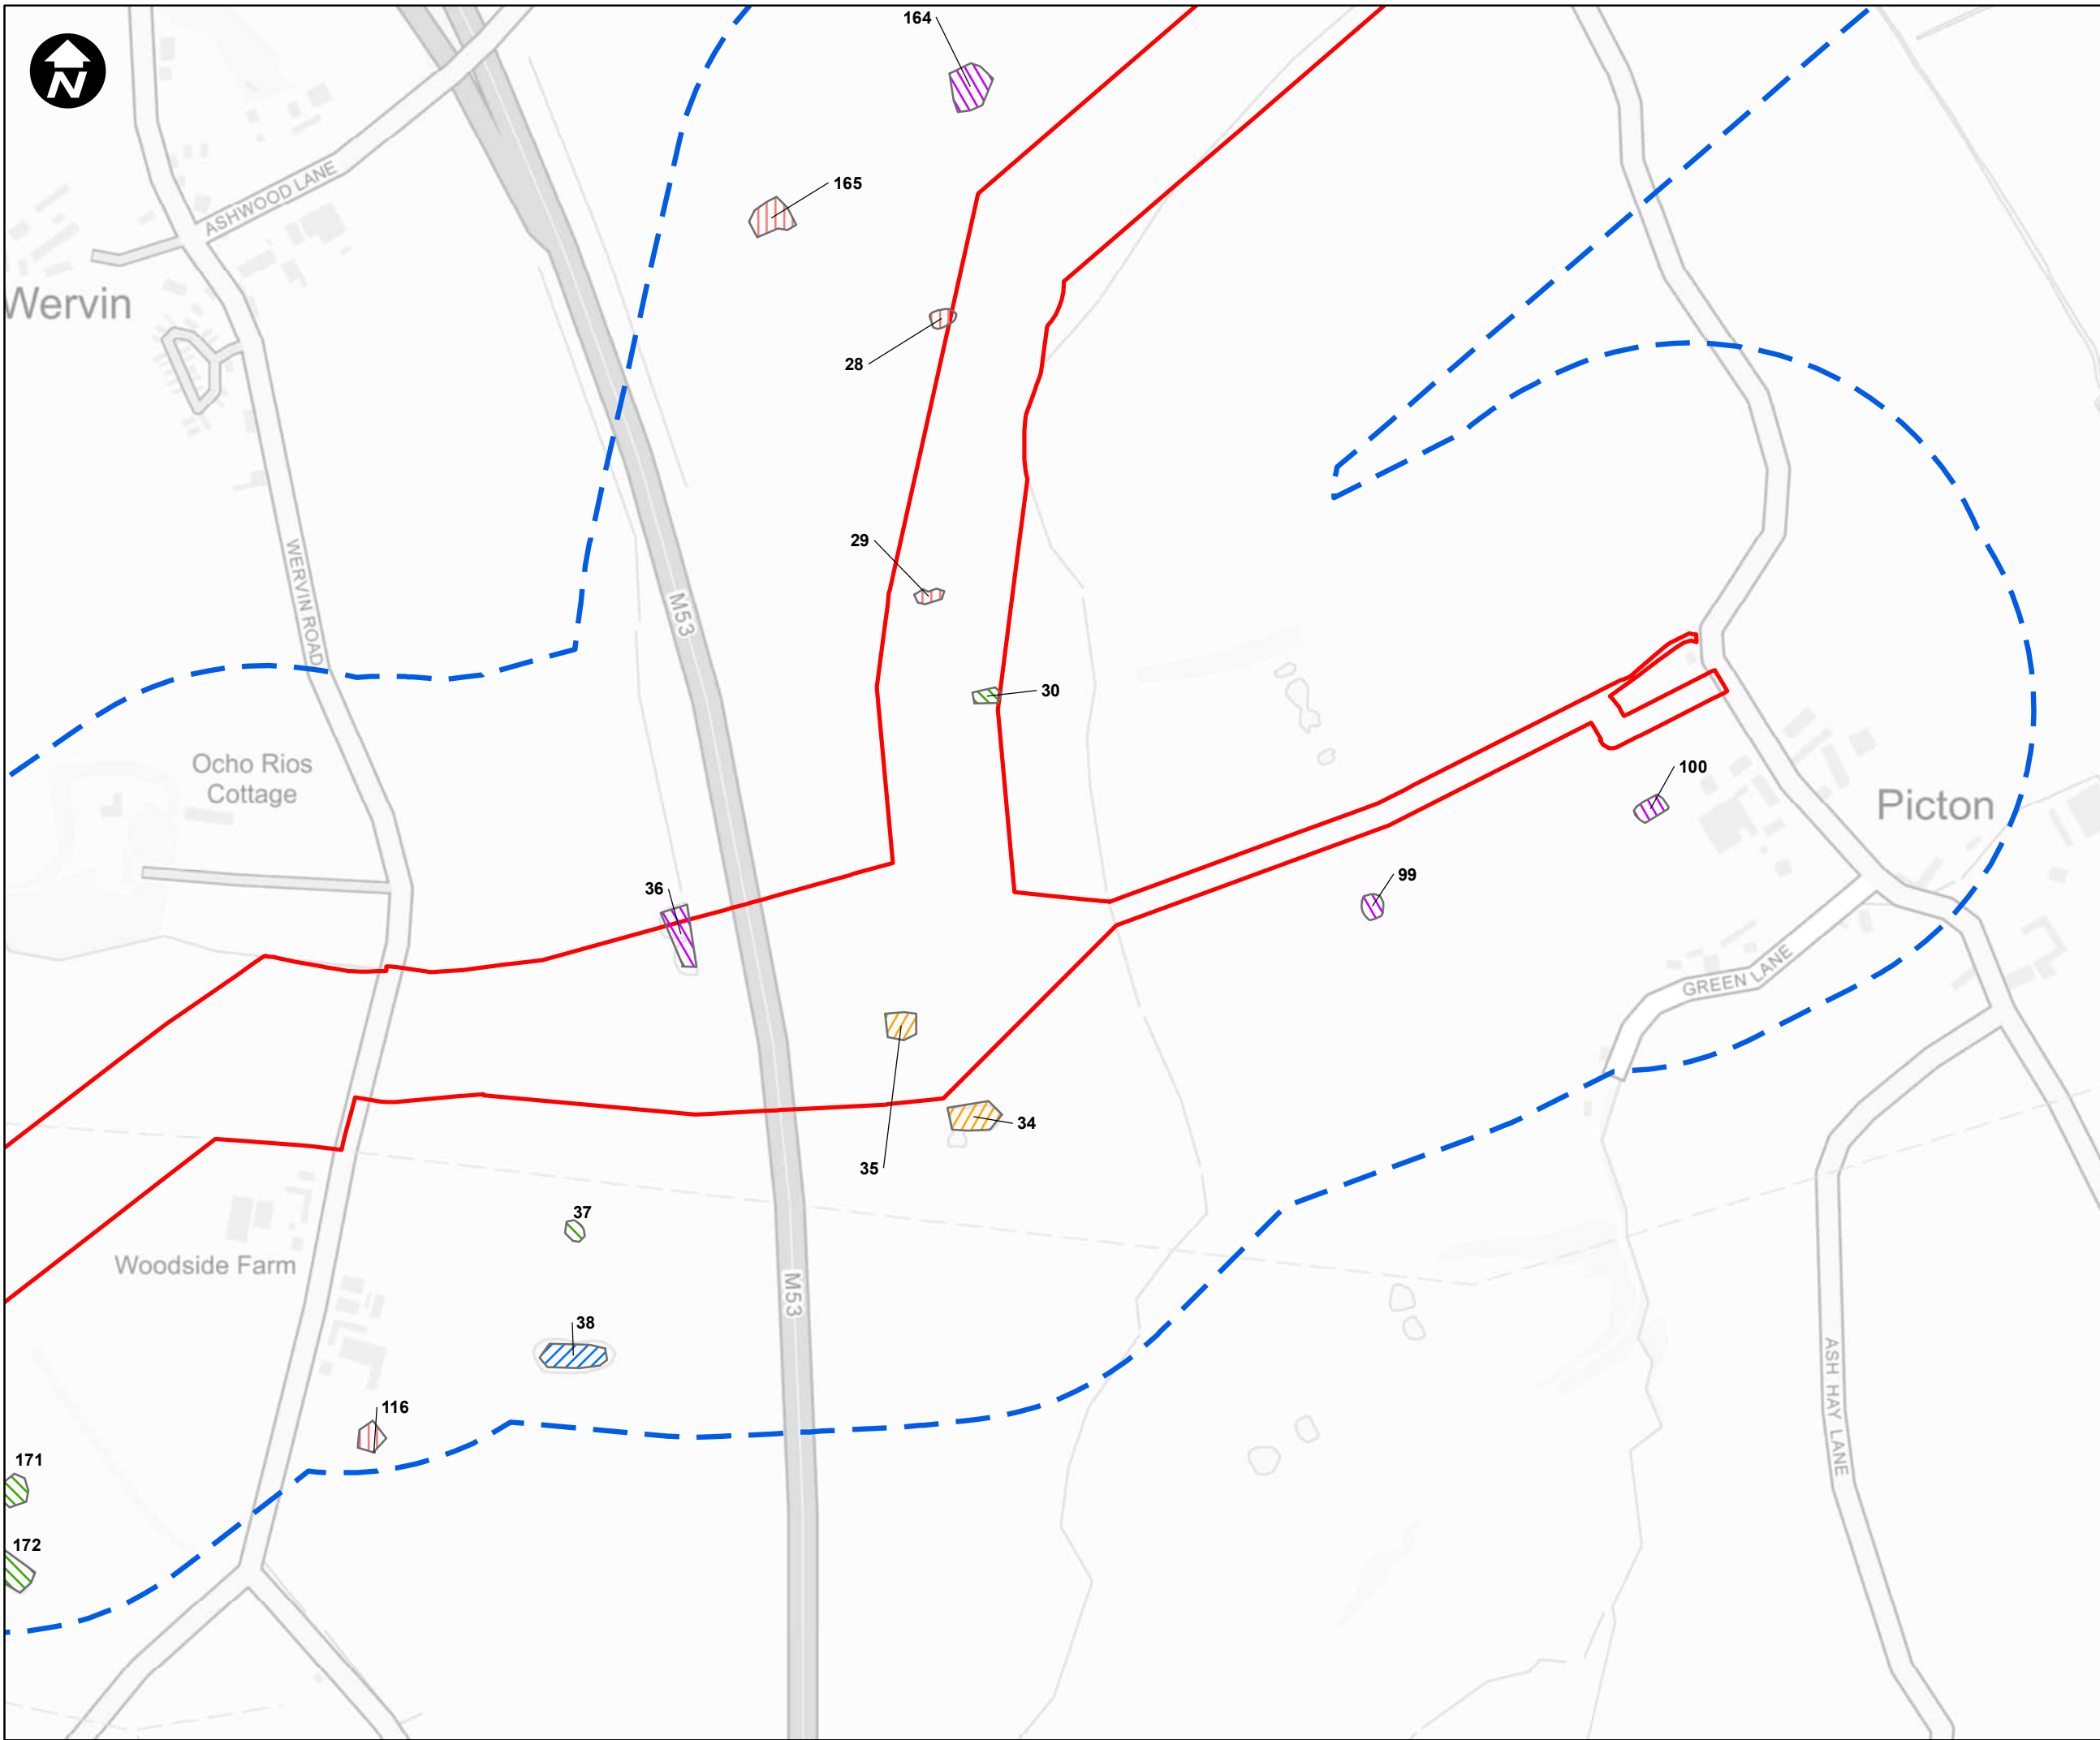 164
N
165
ASHWOOD LANE
Wervin
28
29
WERVIN ROAD
M53
30
Ocho Rios
Cottage
100
Picton
36
99
GREEN LANE
34
35
37
Woodside Farm
M53
38
ASH HAY LANE
116
171
172